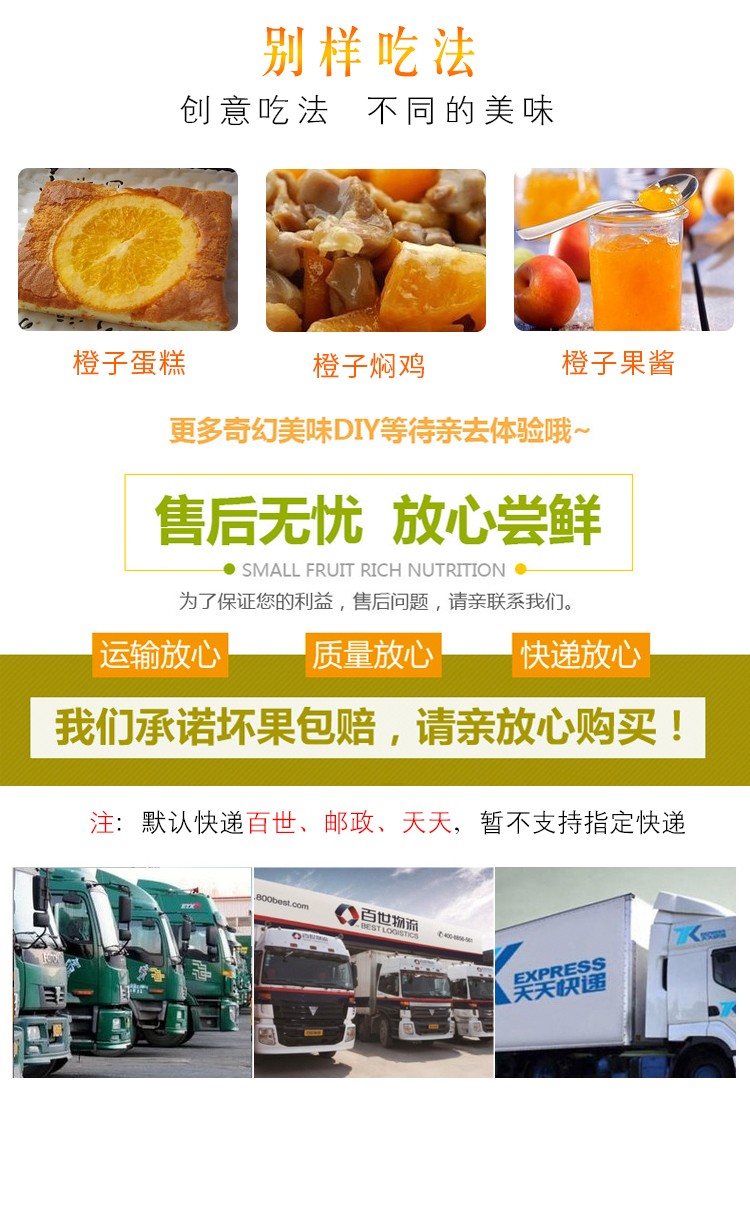 别样吃法
创意吃法 不同的美味
橙子蛋糕
橙子焖鸡
橙子果酱
更多奇幻美味DIY等待亲去体验哦~
售后无忧 放心尝鲜
SMALL FRUIT RICH NUTRITION
为了保证您的利益，售后问题，请亲联系我们。
运输放心
质量放心
快递放心
我们承诺坏果包赔，请亲放心购买！
注: 默认快递百世、邮政、天天, 暂不支持指定快递
.800best.com
百世物流
BEST LOGISTICS
EXPRESS
天天快递